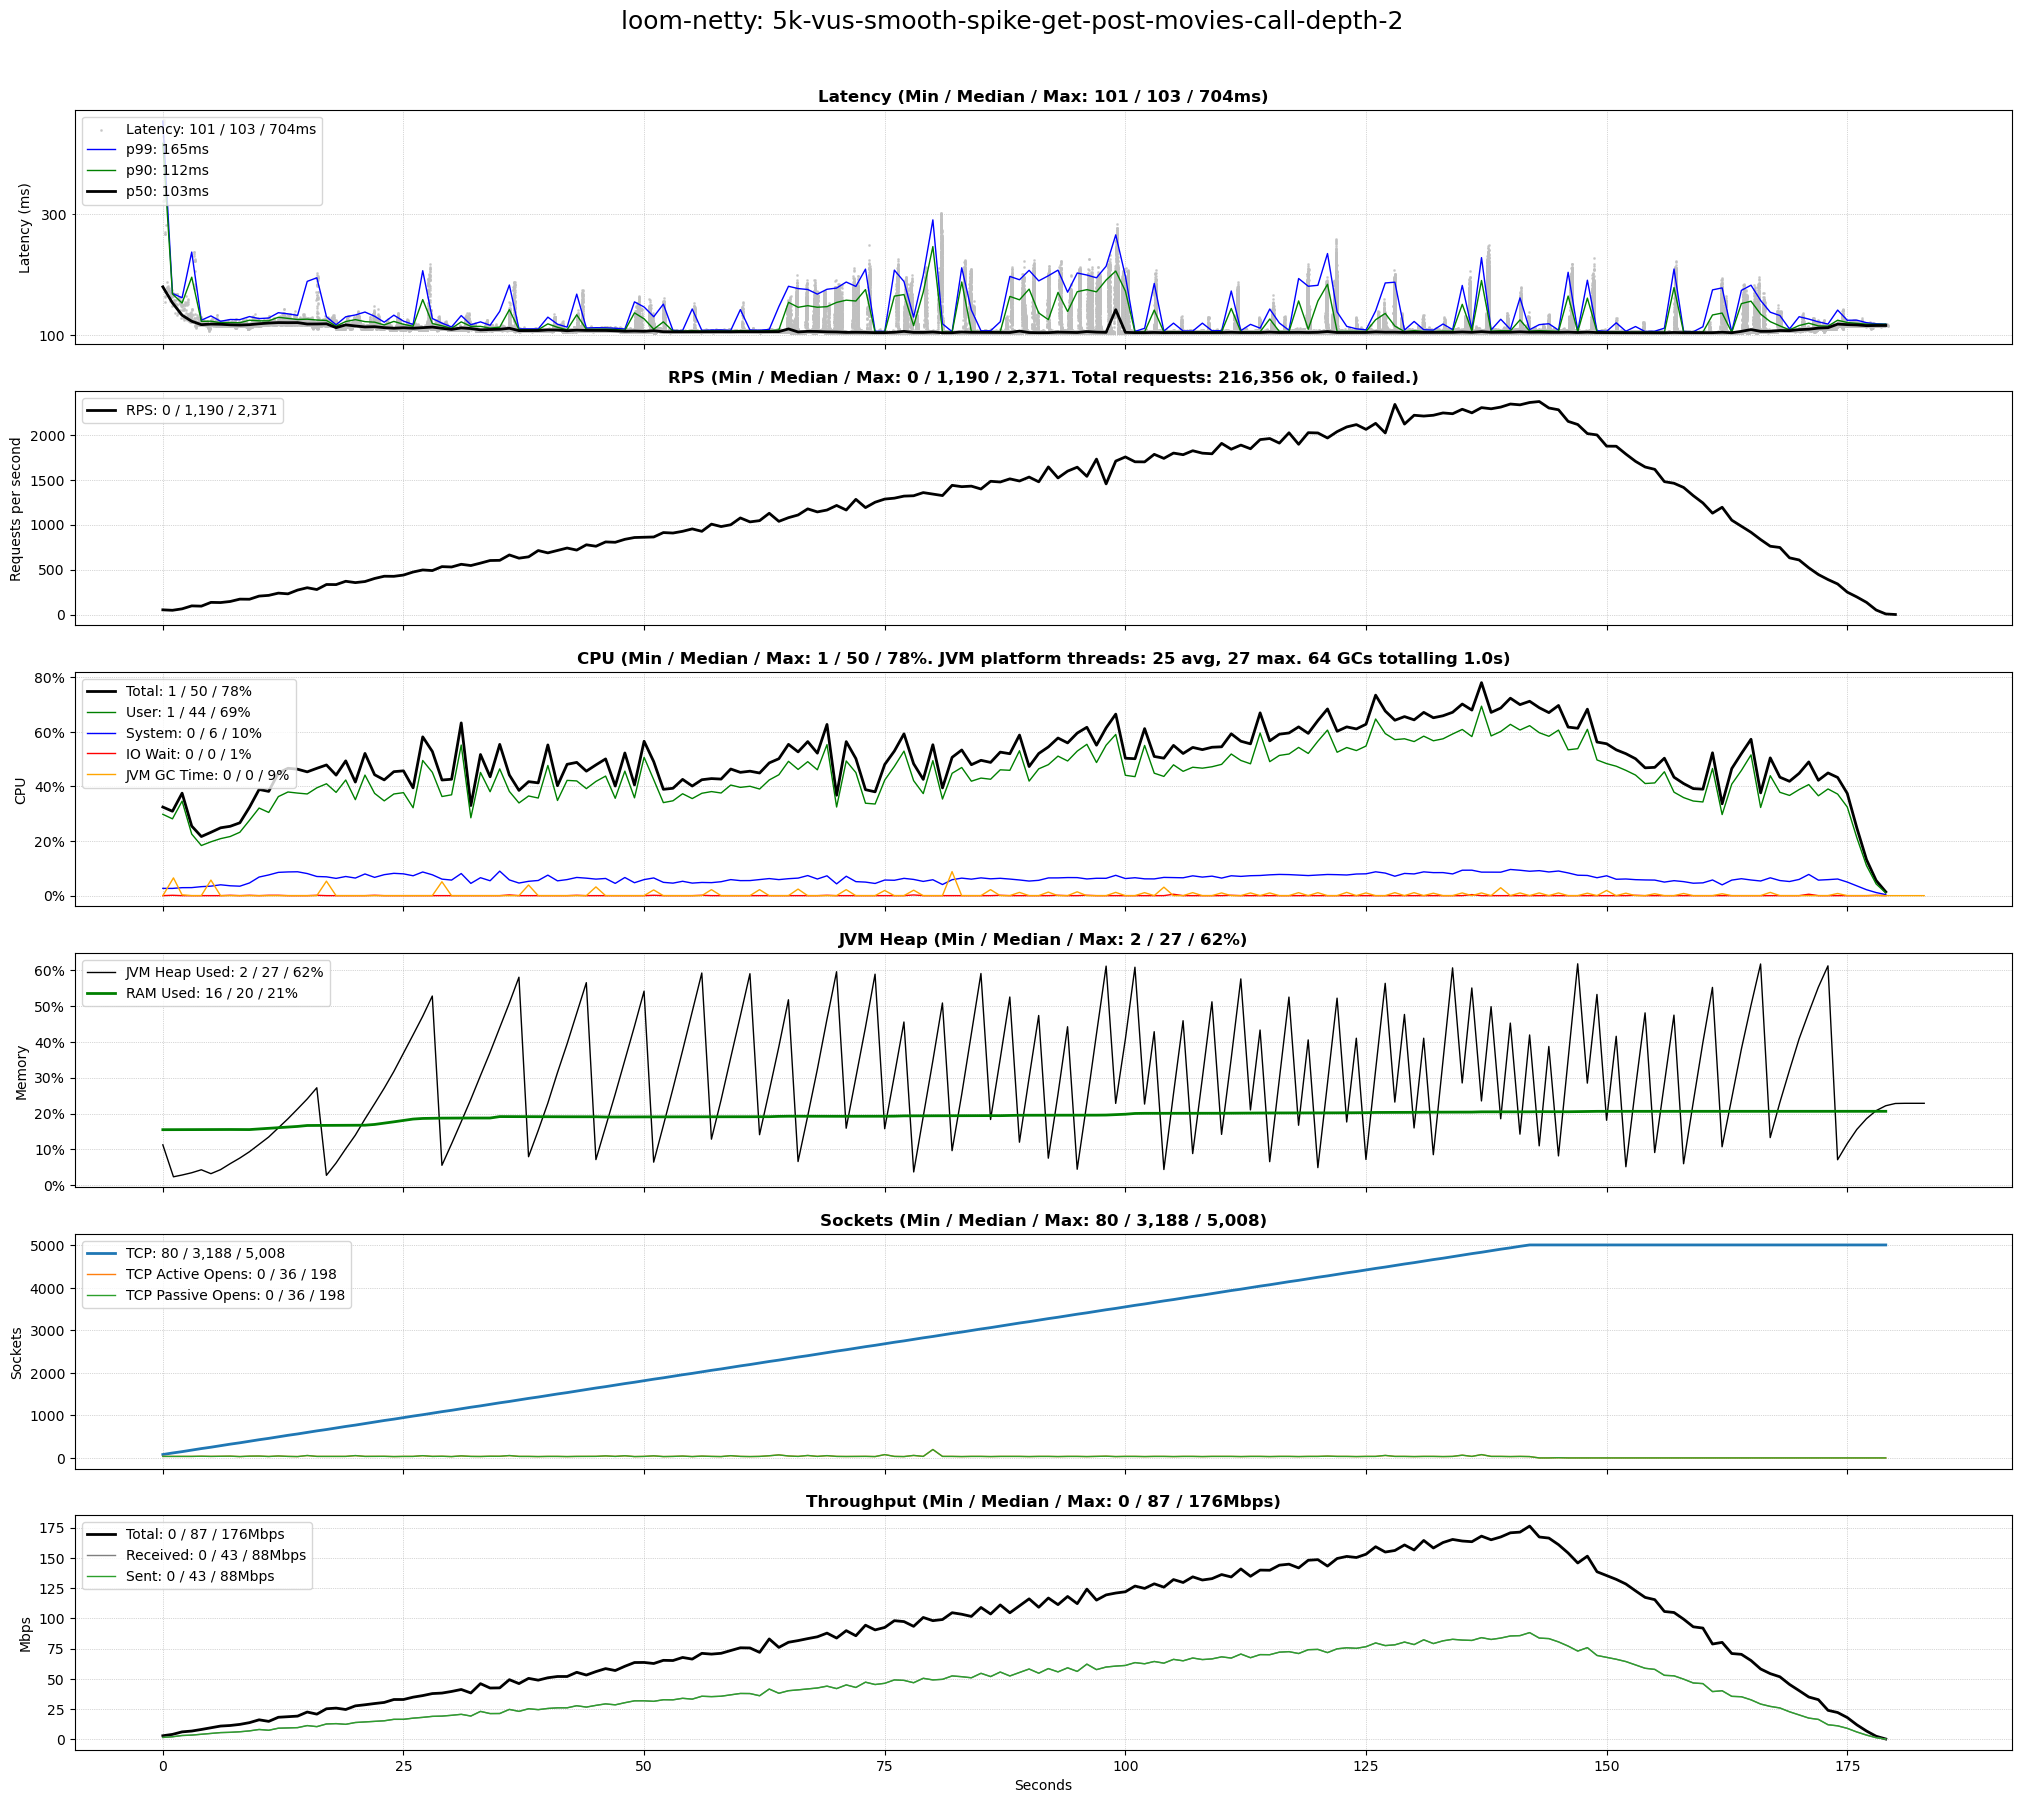 loom-netty: 5k-vus-smooth-spike-get-post-movies-call-depth-2
Latency (Min / Median / Max: 101 / 103 / 704ms)
Latency: 101 / 103 / 704ms
p99: 165ms
p90: 112ms
p50: 103ms
300
100
Latency (ms)
RPS (Min / Median / Max: 0 / 1,190 / 2,371. Total requests: 216,356 ok, 0 failed.)
RPS: 0 / 1,190 / 2,371
2000
1500
1000
500
0
Requests per second
CPU (Min / Median / Max: 1 / 50 / 78%. JVM platform threads: 25 avg, 27 max. 64 GCs totalling 1.0s)
Total: 1 / 50 / 78%
User: 1 / 44 / 69%
System: 0 / 6 / 10%
IO Wait: 0 / 0 / 1%
JVM GC Time: 0 / 0 / 9%
80%
60%
40%
20%
0%
CPU
JVM Heap (Min / Median / Max: 2 / 27 / 62%)
JVM Heap Used: 2 / 27 / 62%
RAM Used: 16 / 20 / 21%
60%
50%
40%
30%
20%
10%
0%
Memory
Sockets (Min / Median / Max: 80 / 3,188 / 5,008)
TCP: 80 / 3,188 / 5,008
TCP Active Opens: 0 / 36 / 198
TCP Passive Opens: 0 / 36 / 198
5000
4000
3000
2000
1000
0
Sockets
Throughput (Min / Median / Max: 0 / 87 / 176Mbps)
Total: 0 / 87 / 176Mbps
Received: 0 / 43 / 88Mbps
Sent: 0 / 43 / 88Mbps
175
150
125
100
75
50
25
0
Mbps
0 25 50 75 100 125 150 175
Seconds